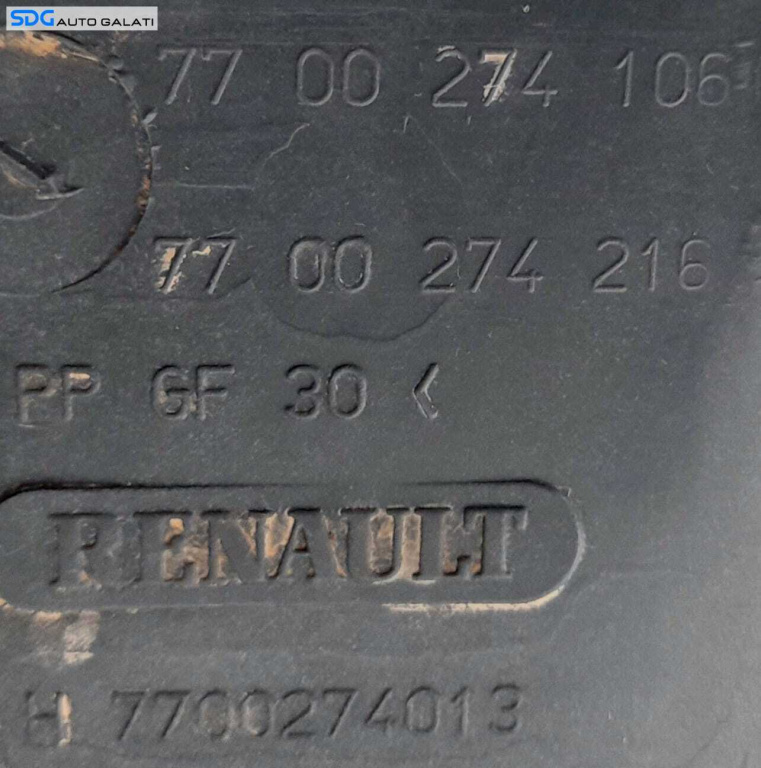 SDG AUTO GALATI
77 00 274 106
77 00 274 216
PP GF 30 <
RENAULT
H 7700274013